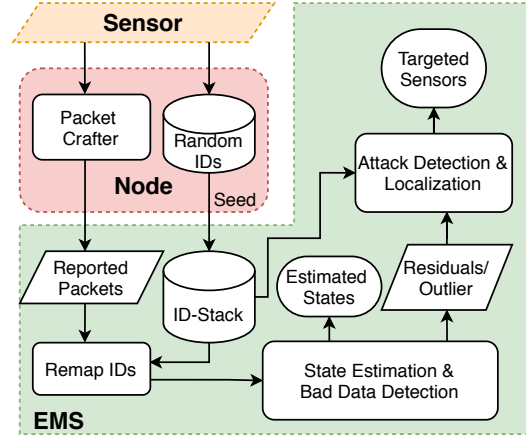 Sensor
Packet
Crafter
Random
IDs
Node
Seed
Targeted
Sensors
Attack Detection &
Localization
Reported
Packets
ID-Stack
Estimated
States
Residuals/
Outlier
Remap IDs
State Estimation &
Bad Data Detection
EMS